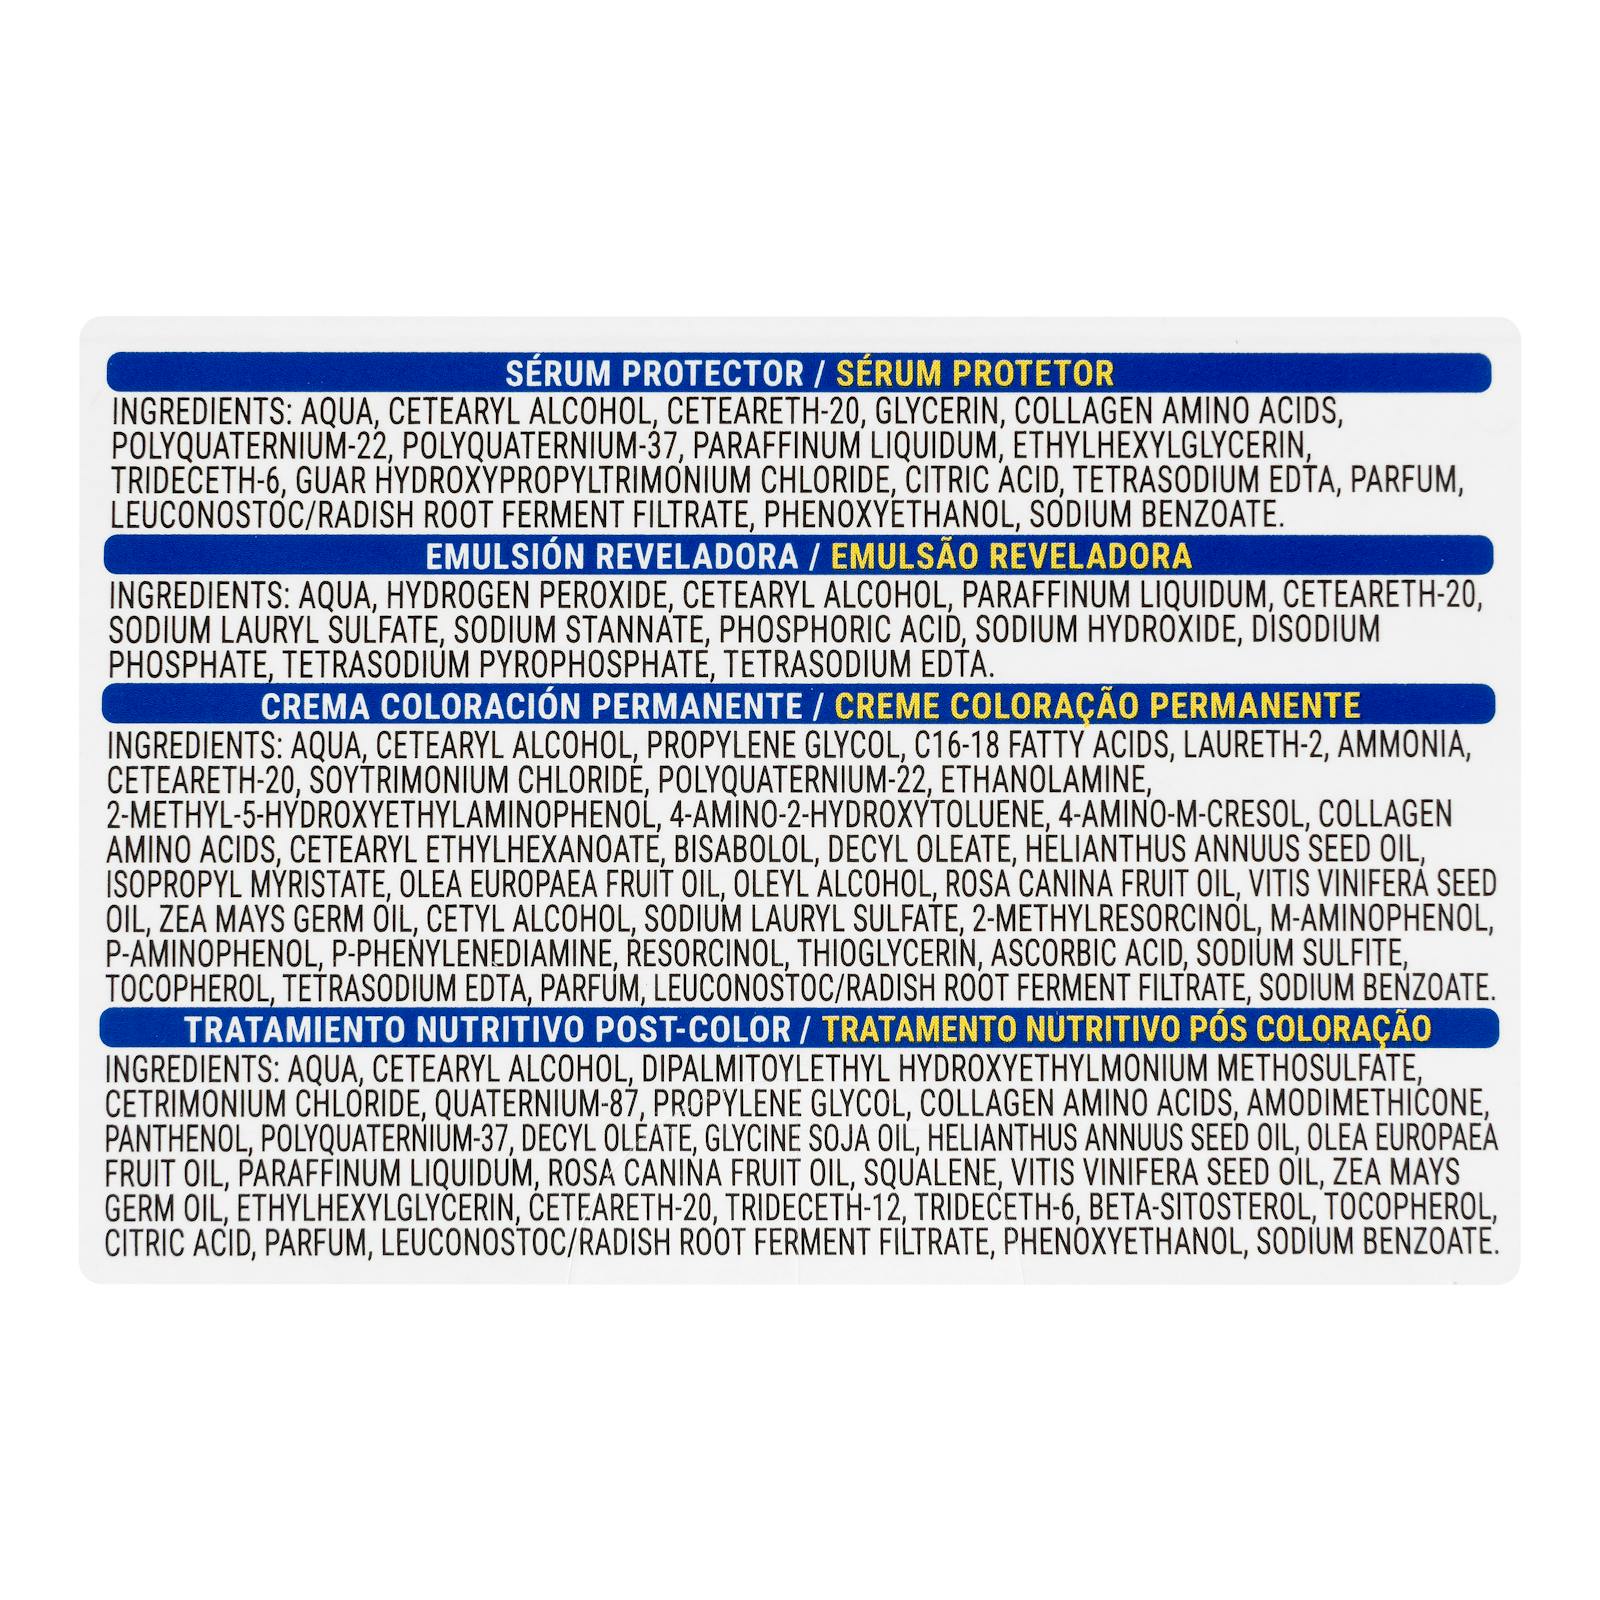 SÉRUM PROTECTOR / SÉRUM PROTETOR
INGREDIENTS: AQUA, CETEARYL ALCOHOL, CETEARETH-20, GLYCERIN, COLLAGEN AMINO ACIDS,
POLYQUATERNIUM-22, POLYQUATERNIUM-37, PARAFFINUM LIQUIDUM, ETHYLHEXYLGLYCERIN,
TRIDECETH-6, GUAR HYDROXYPROPYLTRIMONIUM CHLORIDE, CITRIC ACID, TETRASODIUM EDTA, PARFUM,
LEUCONOSTOC/RADISH ROOT FERMENT FILTRATE, PHENOXYETHANOL, SODIUM BENZOATE.
EMULSIÓN REVELADORA / EMULSÃO REVELADORA
INGREDIENTS: AQUA, HYDROGEN PEROXIDE, CETEARYL ALCOHOL, PARAFFINUM LIQUIDUM, CETEARETH-20,
SODIUM LAURYL SULFATE, SODIUM STANNATE, PHOSPHORIC ACID, SODIUM HYDROXIDE, DISODIUM
PHOSPHATE, TETRASODIUM PYROPHOSPHATE, TETRASODIUM EDTA.
CREMA COLORACIÓN PERMANENTE / CREME COLORAÇÃO PERMANENTE
INGREDIENTS: AQUA, CETEARYL ALCOHOL, PROPYLENE GLYCOL, C16-18 FATTY ACIDS, LAURETH-2, AMMONIA,
CETEARETH-20, SOYTRIMONIUM CHLORIDE, POLYQUATERNIUM-22, ETHANOLAMINE,
2-METHYL-5-HYDROXYETHYLAMINOPHENOL, 4-AMINO-2-HYDROXYTOLUENE, 4-AMINO-M-CRESOL, COLLAGEN
AMINO ACIDS, CETEARYL ETHYLHEXANOATE, BISABOLOL, DECYL OLEATE, HELIANTHUS ANNUUS SEED OIL,
ISOPROPYL MYRISTATE, OLEA EUROPAEA FRUIT OIL, OLEYL ALCOHOL, ROSA CANINA FRUIT OIL, VITIS VINIFERA SEED
OIL, ZEA MAYS GERM OIL, CETYL ALCOHOL, SODIUM LAURYL SULFATE, 2-METHYLRESORCINOL, M-AMINOPHENOL,
P-AMINOPHENOL, P-PHENYLENEDIAMINE, RESORCINOL, THIOGLYCERIN, ASCORBIC ACID, SODIUM SULFITE,
TOCOPHEROL, TETRASODIUM EDTA, PARFUM, LEUCONOSTOC/RADISH ROOT FERMENT FILTRATE, SODIUM BENZOATE.
TRATAMIENTO NUTRITIVO POST-COLOR / TRATAMENTO NUTRITIVO PÓS COLORAÇÃO
INGREDIENTS: AQUA, CETEARYL ALCOHOL, DIPALMITOYLETHYL HYDROXYETHYLMONIUM METHOSULFATE,
CETRIMONIUM CHLORIDE, QUATERNIUM-87, PROPYLENE GLYCOL, COLLAGEN AMINO ACIDS, AMODIMETHICONE,
PANTHENOL, POLYQUATERNIUM-37, DECYL OLEATE, GLYCINE SOJA OIL, HELIANTHUS ANNUUS SEED OIL, OLEA EUROPAEA
FRUIT OIL, PARAFFINUM LIQUIDUM, ROSA CANINA FRUIT OIL, SQUALENE, VITIS VINIFERA SEED OIL, ZEA MAYS
GERM OIL, ETHYLHEXYLGLYCERIN, CETEARETH-20, TRIDECETH-12, TRIDECETH-6, BETA-SITOSTEROL, TOCOPHEROL,
CITRIC ACID, PARFUM, LEUCONOSTOC/RADISH ROOT FERMENT FILTRATE, PHENOXYETHANOL, SODIUM BENZOATE.